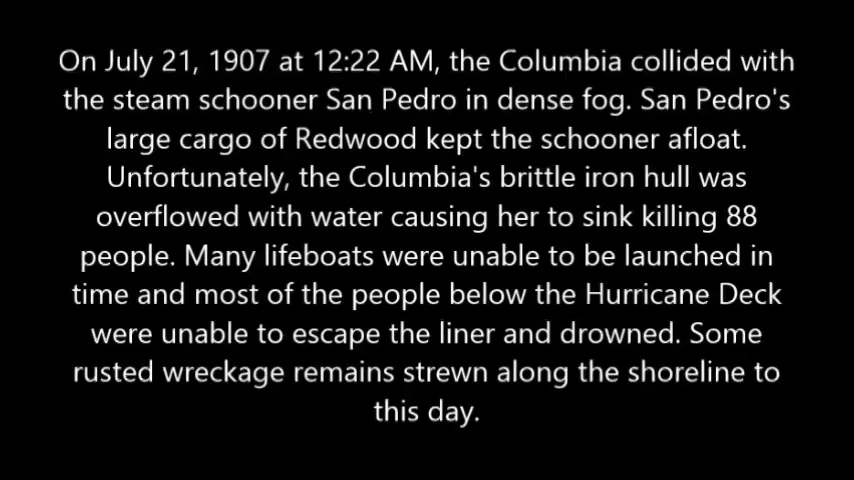 On July 21, 1907 at 12:22 AM, the Columbia collided with
the steam schooner San Pedro in dense fog. San Pedro's
large cargo of Redwood kept the schooner afloat.
Unfortunately, the Columbia's brittle iron hull was
overflowed with water causing her to sink killing 88
people. Many lifeboats were unable to be launched in
time and most of the people below the Hurricane Deck
were unable to escape the liner and drowned. Some
rusted wreckage remains strewn along the shoreline to
this day.